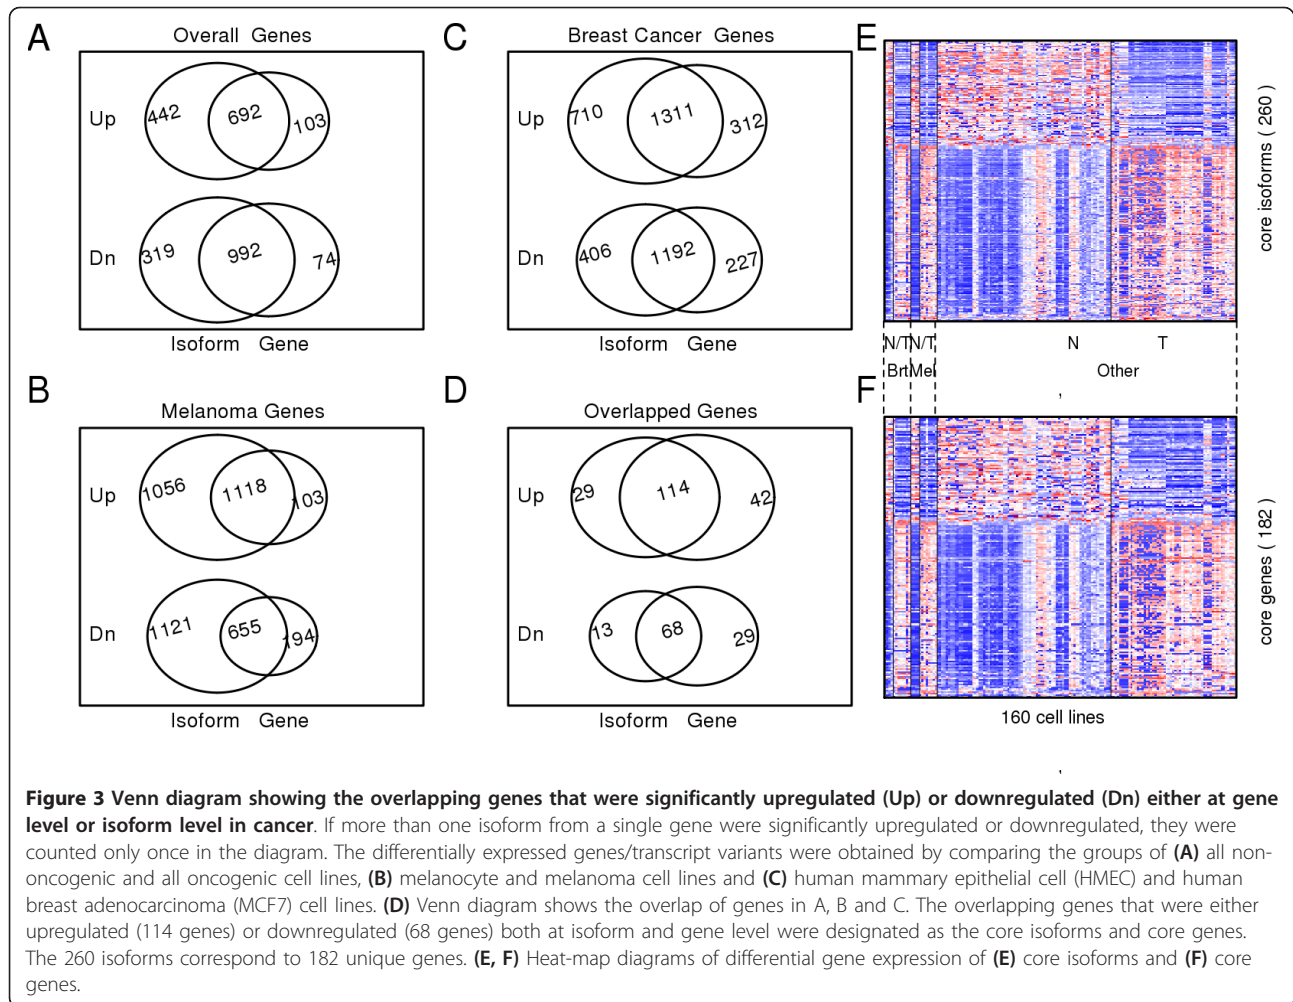 A
Overall Genes
Up
442
692
103
Dn
319
992
74
Isoform Gene
B
Melanoma Genes
Up
1056
1118
103
Dn
1121
655
194
Isoform Gene
C
Breast Cancer Genes
Up
710
1311
312
Dn
406
1192
227
Isoform Gene
D
Overlapped Genes
Up
29
114
42
Dn
13
68
29
Isoform Gene
E
core isoforms ( 260 )
N/T N/T N T
Brt Mel Other
,
F
core genes ( 182 )
160 cell lines
,
Figure 3 Venn diagram showing the overlapping genes that were significantly upregulated (Up) or downregulated (Dn) either at gene
level or isoform level in cancer. If more than one isoform from a single gene were significantly upregulated or downregulated, they were
counted only once in the diagram. The differentially expressed genes/transcript variants were obtained by comparing the groups of (A) all non-
oncogenic and all oncogenic cell lines, (B) melanocyte and melanoma cell lines and (C) human mammary epithelial cell (HMEC) and human
breast adenocarcinoma (MCF7) cell lines. (D) Venn diagram shows the overlap of genes in A, B and C. The overlapping genes that were either
upregulated (114 genes) or downregulated (68 genes) both at isoform and gene level were designated as the core isoforms and core genes.
The 260 isoforms correspond to 182 unique genes. (E, F) Heat-map diagrams of differential gene expression of (E) core isoforms and (F) core
genes.